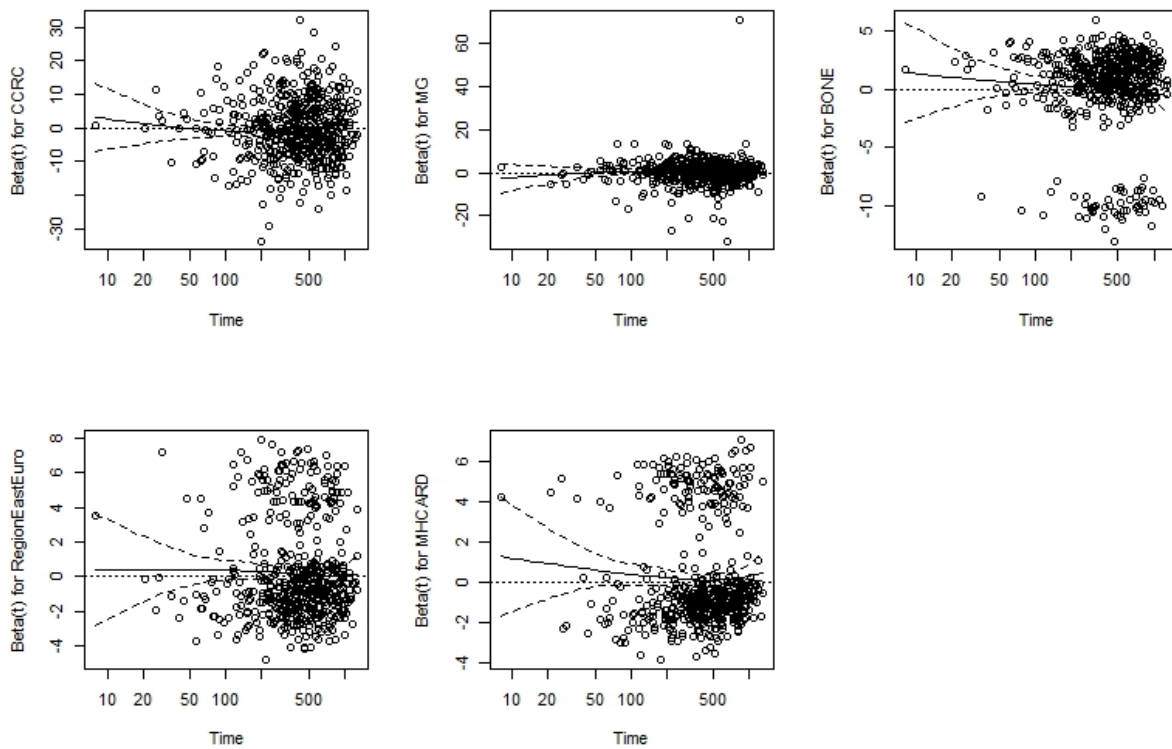 Beta(t) for CCRC
30
20
10
0
-10
-30
10 20 50 100 500
Time
Beta(t) for MG
60
40
20
0
-20
10 20 50 100 500
Time
Beta(t) for BONE
5
0
-5
-10
10 20 50 100 500
Time
Beta(t) for RegionEastEuro
8
6
4
2
0
-2
-4
10 20 50 100 500
Time
Beta(t) for MHCARD
6
4
2
0
-2
-4
10 20 50 100 500
Time